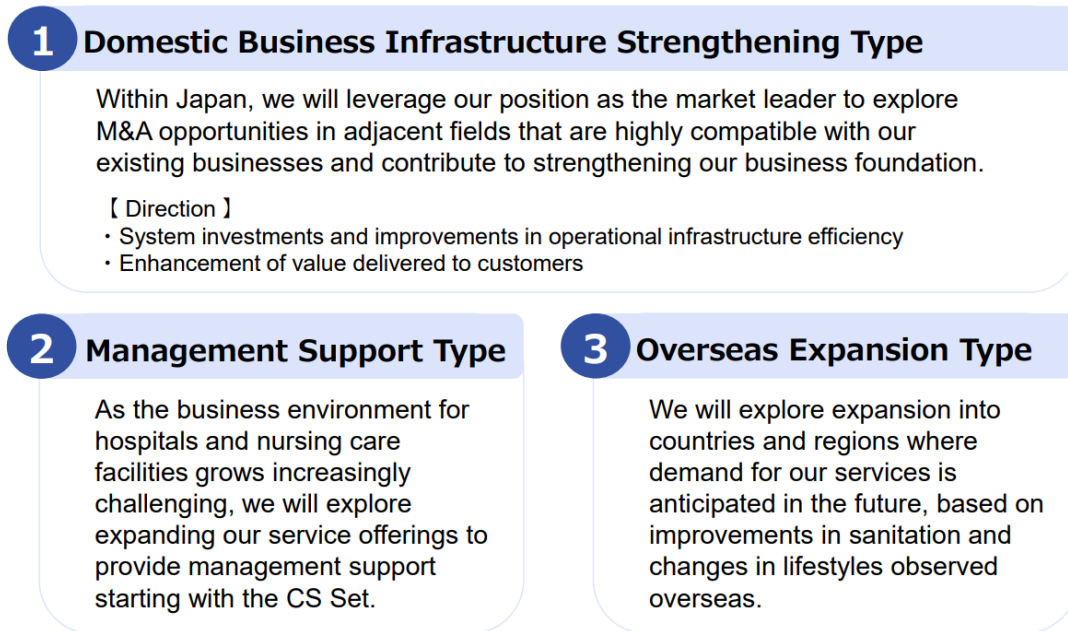 1 Domestic Business Infrastructure Strengthening Type
Within Japan, we will leverage our position as the market leader to explore
M&A opportunities in adjacent fields that are highly compatible with our
existing businesses and contribute to strengthening our business foundation.
【 Direction 】
・System investments and improvements in operational infrastructure efficiency
・Enhancement of value delivered to customers
2 Management Support Type
As the business environment for
hospitals and nursing care
facilities grows increasingly
challenging, we will explore
expanding our service offerings to
provide management support
starting with the CS Set.
3 Overseas Expansion Type
We will explore expansion into
countries and regions where
demand for our services is
anticipated in the future, based on
improvements in sanitation and
changes in lifestyles observed
overseas.